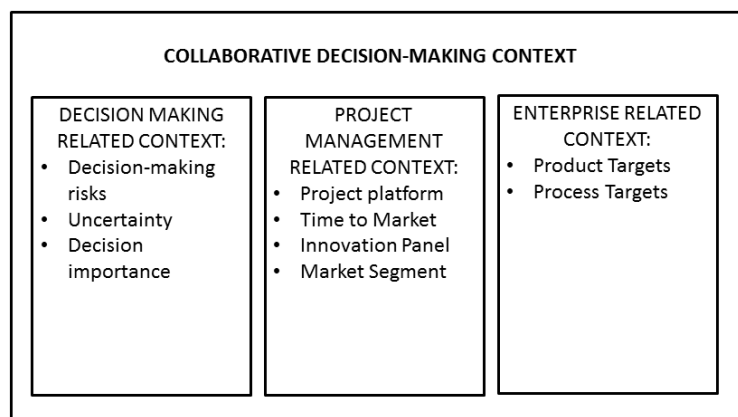 COLLABORATIVE DECISION-MAKING CONTEXT
DECISION MAKING
RELATED CONTEXT:
• Decision-making
risks
• Uncertainty
• Decision
importance
PROJECT
MANAGEMENT
RELATED CONTEXT:
• Project platform
• Time to Market
• Innovation Panel
• Market Segment
ENTERPRISE RELATED
CONTEXT:
• Product Targets
• Process Targets